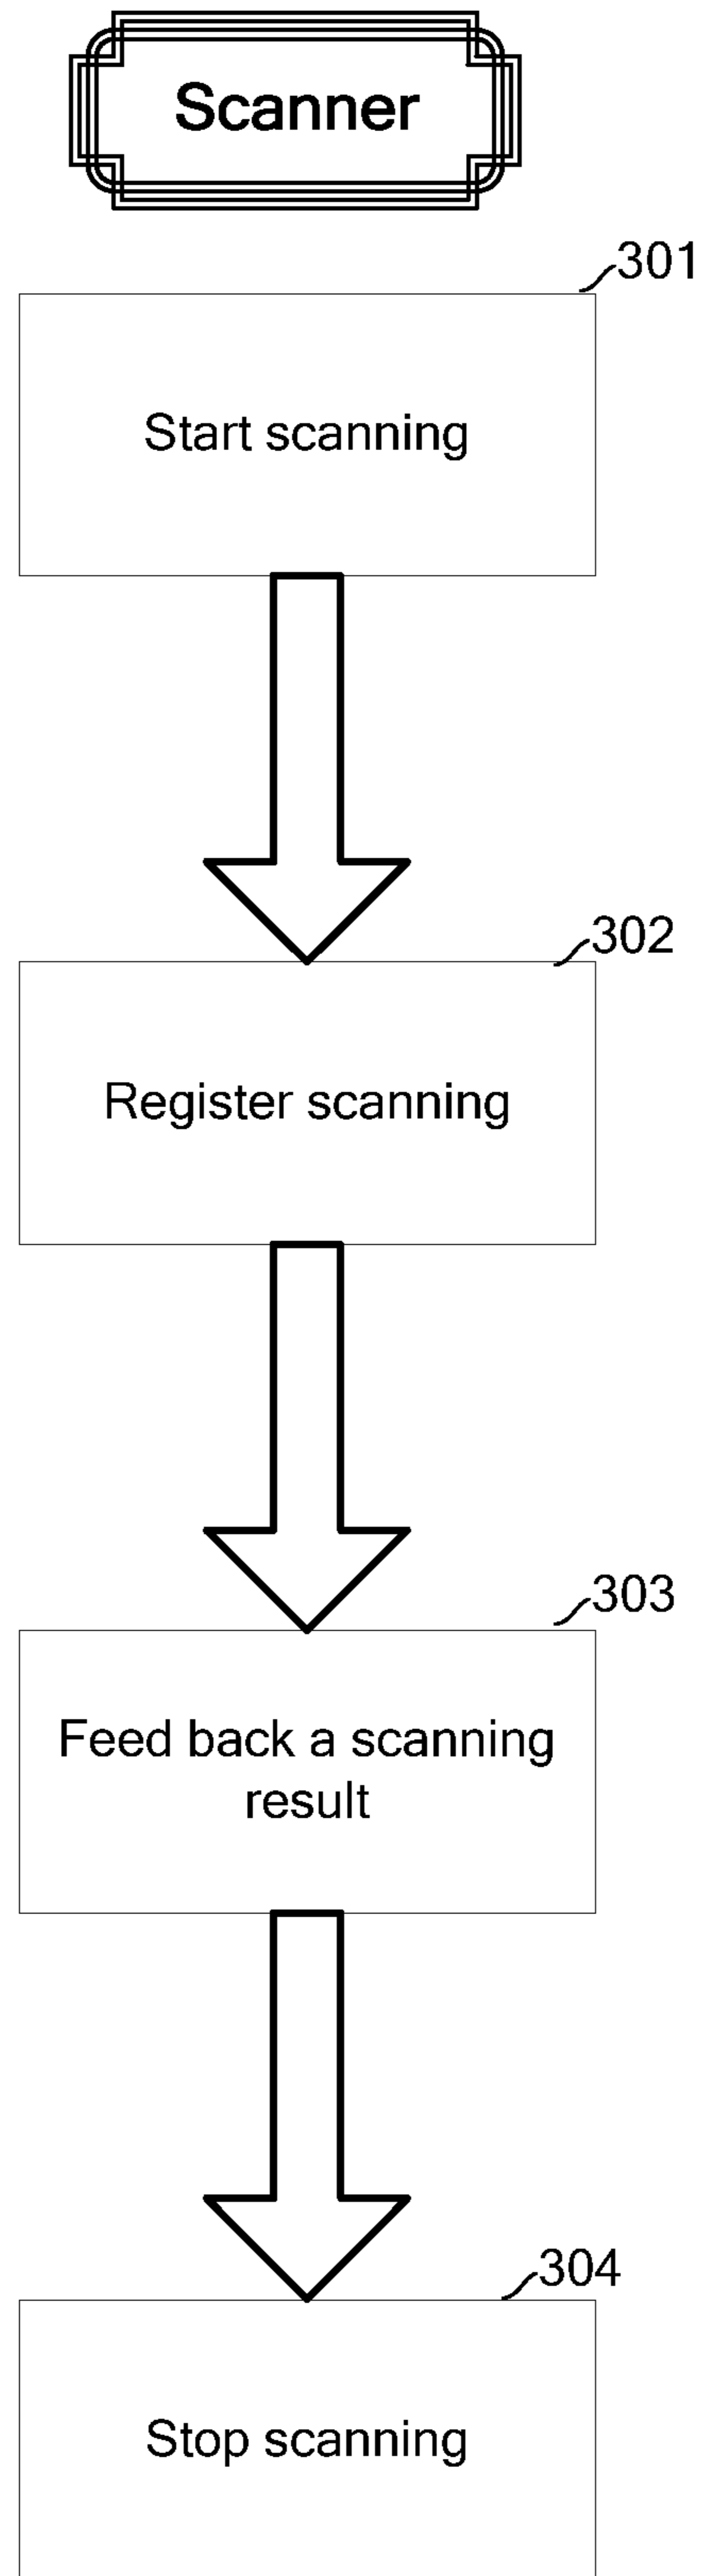 Scanner
301
Start scanning
302
Register scanning
303
Feed back a scanning
result
304
Stop scanning